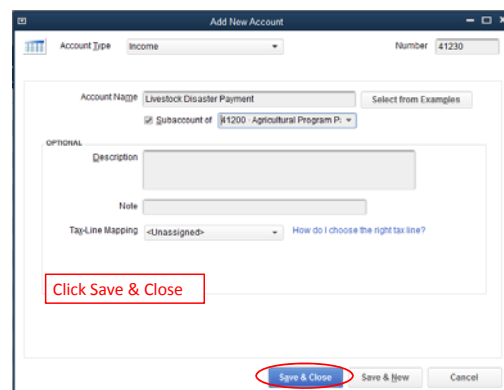 Add New Account
Account Type Income Number 41230
Account Name Livestock Disaster Payment Select from Examples
Subaccount of 41200 · Agricultural Program P
OPTIONAL
Description
Note
Tax-Line Mapping <Unassigned> How do I choose the right tax line?
Click Save & Close
Save & Close Save & New Cancel